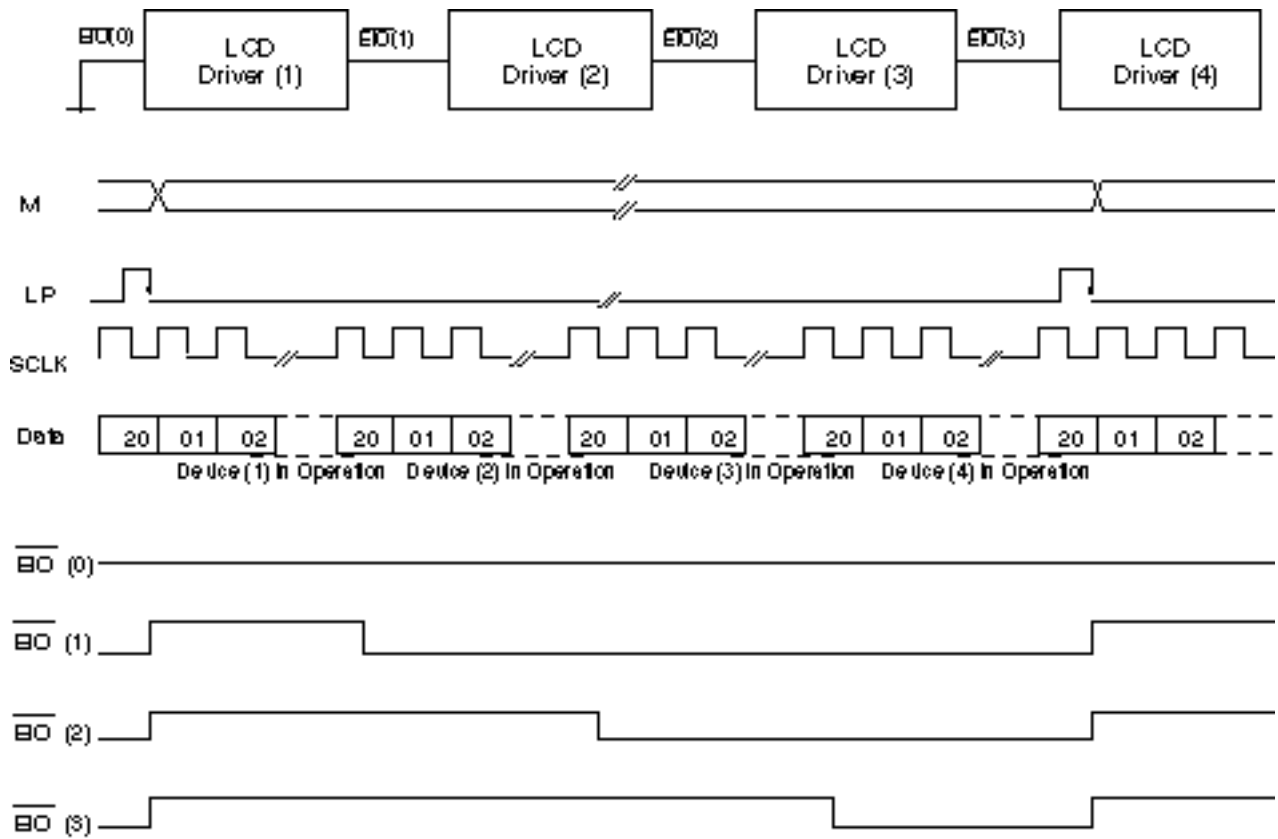 EIO(0) LCD Driver (1) EIO(1) LCD Driver (2) EIO(2) LCD Driver (3) EIO(3) LCD Driver (4)
M
LP
SCLK
Data 20 01 02 20 01 02 20 01 02 20 01 02 20 01 02
Device (1) In Operation Device (2) In Operation Device (3) In Operation Device (4) In Operation
EIO (0)
EIO (1)
EIO (2)
EIO (3)